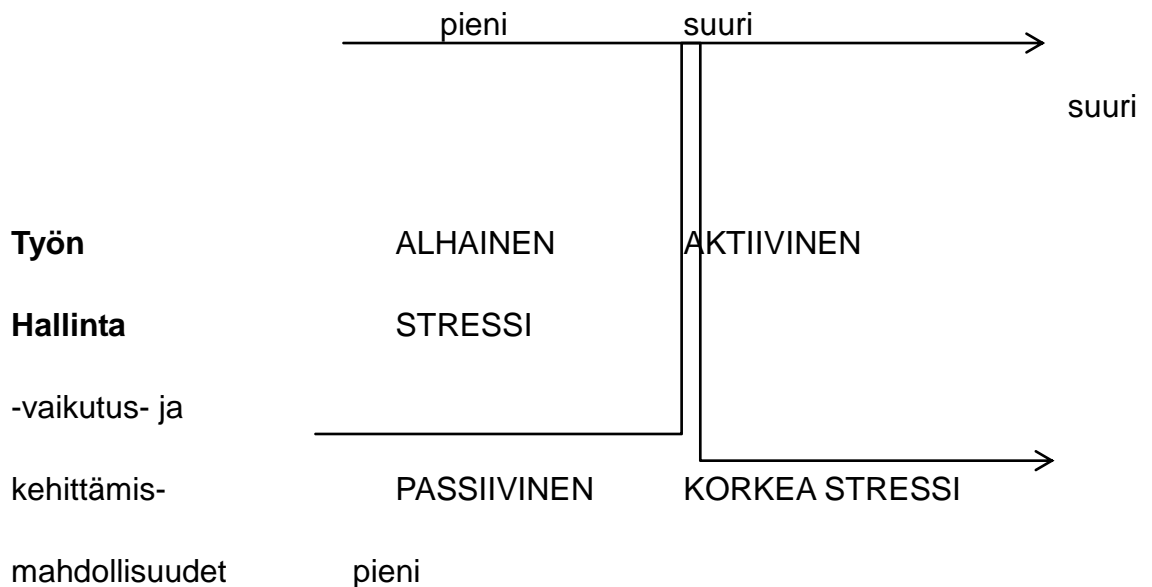 pieni suuri
suuri
Työn ALHAINEN AKTIIVINEN
Hallinta STRESSI
-vaikutus- ja
kehittämis- PASSIIVINEN KORKEA STRESSI
mahdollisuudet pieni